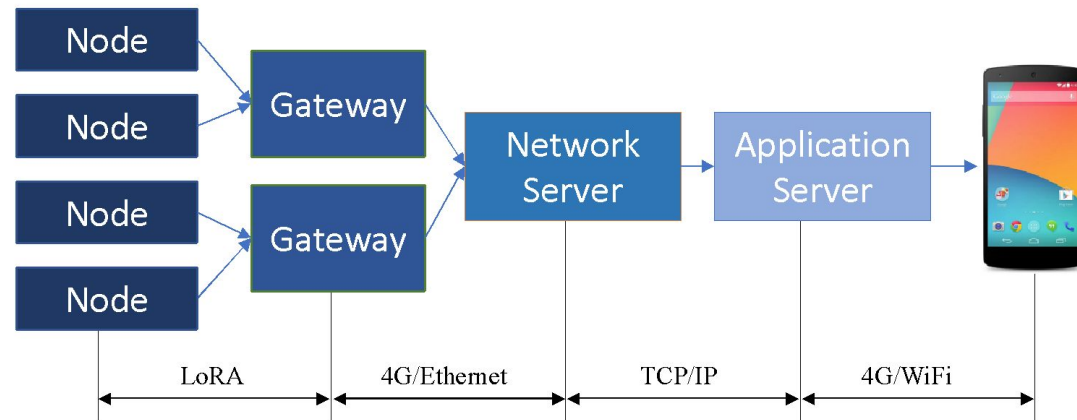 Node
Node
Node
Node
Gateway
Gateway
Network
Server
Application
Server
LoRA
4G/Ethernet
TCP/IP
4G/WiFi